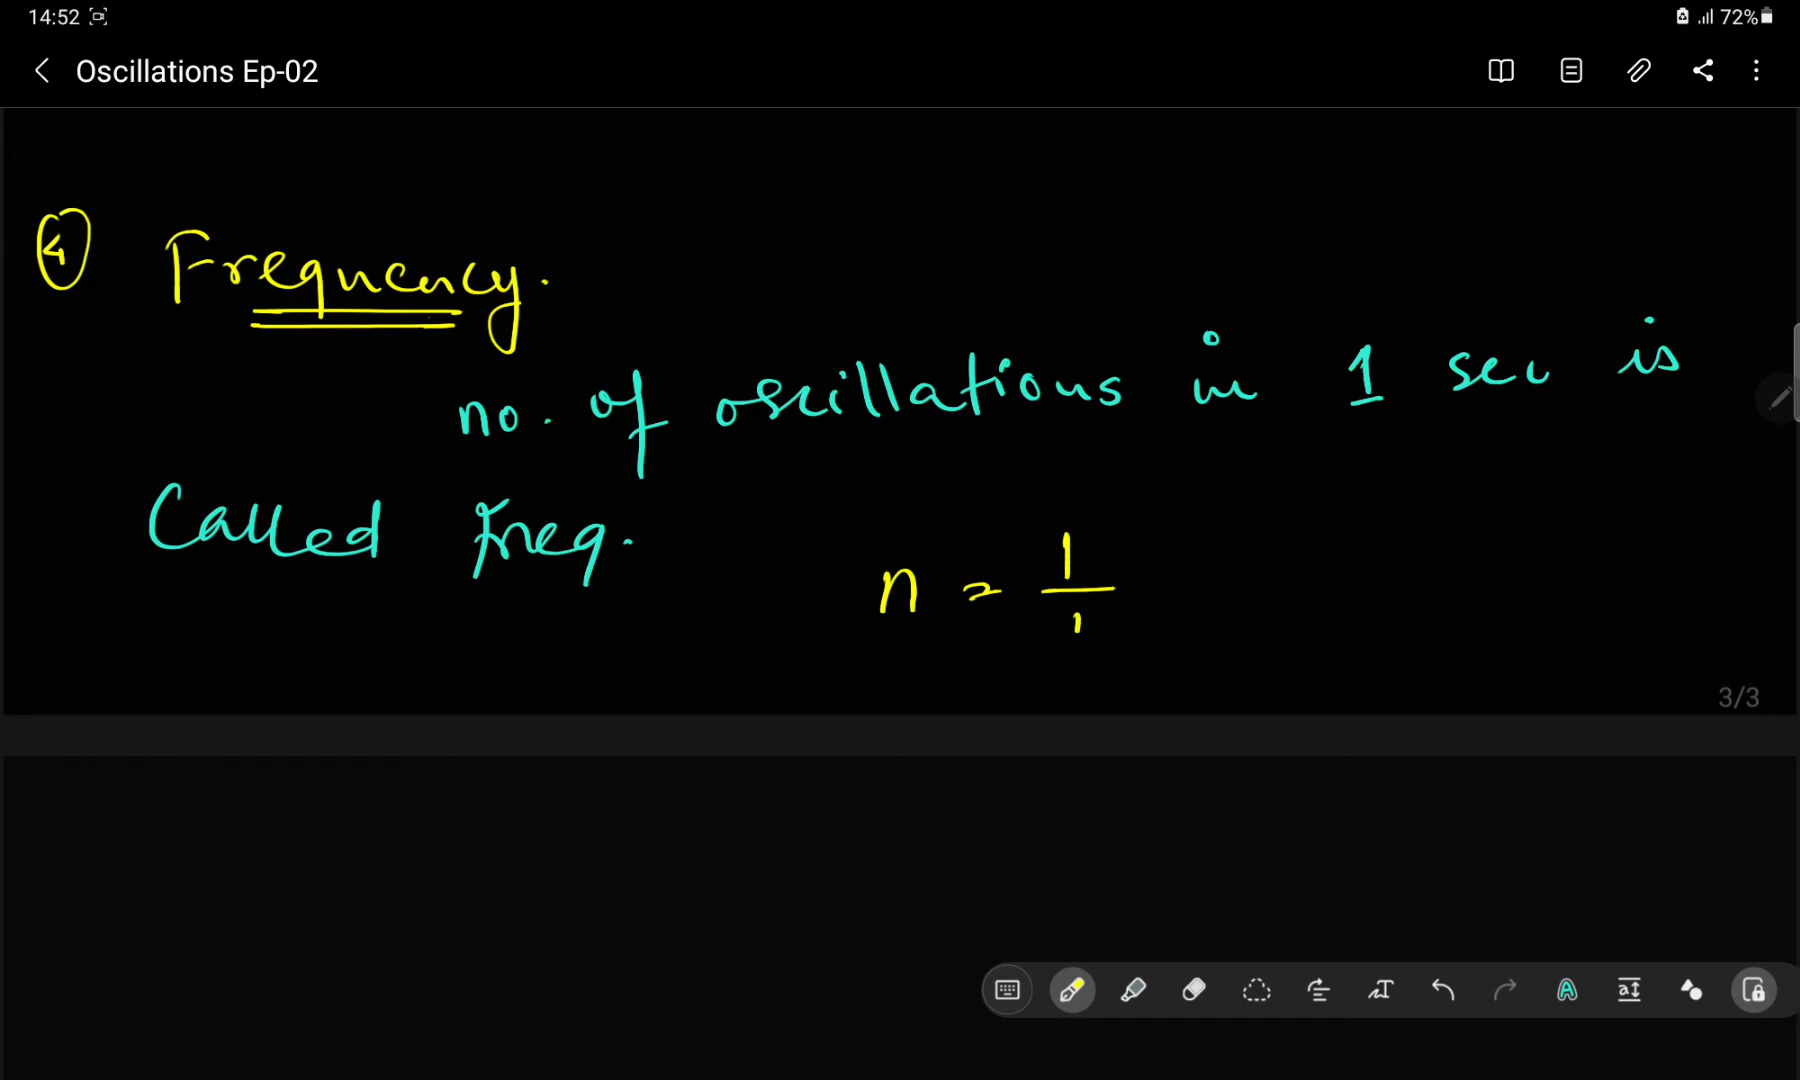 14:52 72%
Oscillations Ep-02
4 Frequency.
no. of oscillations in 1 sec is
Called freq.
n = 1/1
3/3